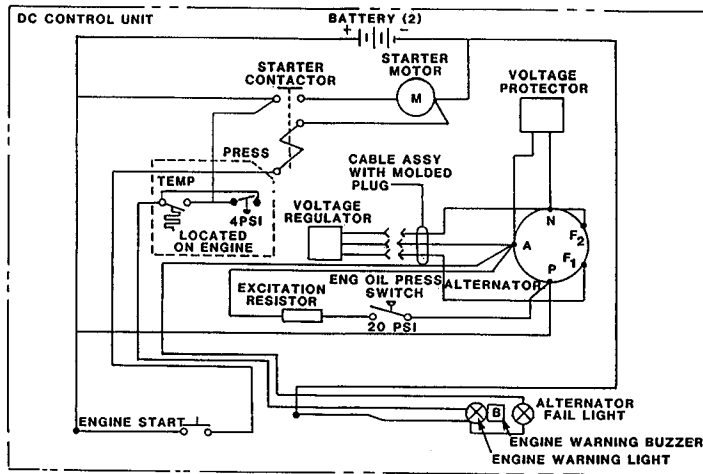 DC CONTROL UNIT
BATTERY (2)
+ −
STARTER
CONTACTOR
STARTER
MOTOR
M
VOLTAGE
PROTECTOR
PRESS
TEMP
4PSI
LOCATED
ON ENGINE
CABLE ASSY
WITH MOLDED
PLUG
VOLTAGE
REGULATOR
N
A
F2
F1
P
ALTERNATOR
ENG OIL PRESS
SWITCH
EXCITATION
RESISTOR
20 PSI
ENGINE START
B
ALTERNATOR
FAIL LIGHT
ENGINE WARNING BUZZER
ENGINE WARNING LIGHT